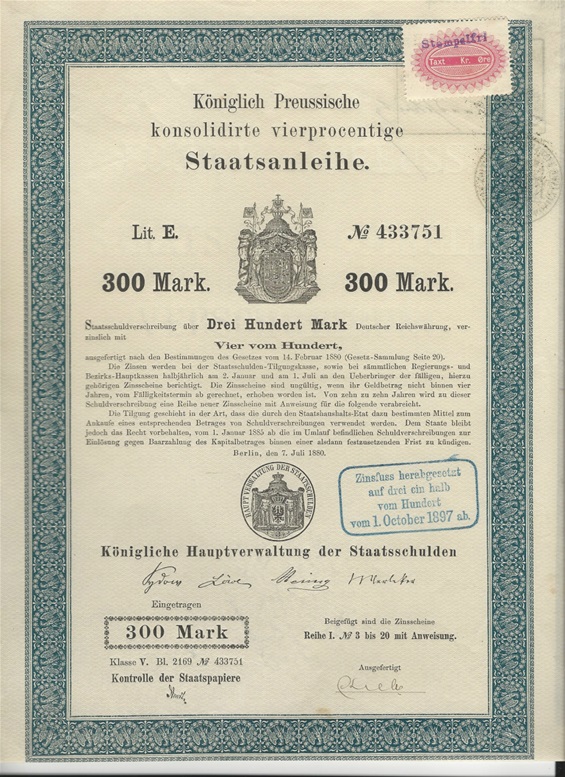 Stempelfri
Taxt Kr. Øre
Königlich Preussische
konsolidirte vierprocentige
Staatsanleihe.
Lit. E. № 433751
300 Mark. 300 Mark.
Staatsschuldverschreibung über Drei Hundert Mark Deutscher Reichswährung, ver-
zinslich mit
Vier vom Hundert,
ausgefertigt nach den Bestimmungen des Gesetzes vom 14. Februar 1880 (Gesetz-Sammlung Seite 20).
Die Zinsen werden bei der Staatsschulden-Tilgungskasse, sowie bei sämmtlichen Regierungs- und
Bezirks-Hauptkassen halbjährlich am 2. Januar und am 1. Juli an den Ueberbringer der fälligen, hierzu
gehörigen Zinsscheine berichtigt. Die Zinsscheine sind ungültig, wenn ihr Geldbetrag nicht binnen vier
Jahren, vom Fälligkeitstermin ab gerechnet, erhoben worden ist. Von zehn zu zehn Jahren wird zu dieser
Schuldverschreibung eine Reihe neuer Zinsscheine mit Anweisung für die folgende verabreicht.
Die Tilgung geschieht in der Art, dass die durch den Staatshaushalts-Etat dazu bestimmten Mittel zum
Ankaufe eines entsprechenden Betrages von Schuldverschreibungen verwendet werden. Dem Staate bleibt
jedoch das Recht vorbehalten, vom 1. Januar 1885 ab die im Umlauf befindlichen Schuldverschreibungen zur
Einlösung gegen Baarzahlung des Kapitalbetrages binnen einer alsdann festzusetzenden Frist zu kündigen.
Berlin, den 7. Juli 1880.
HAUPT VERWALTUNG DER STAATSSCHULDEN
Zinsfuss herabgesetzt
auf drei ein halb
vom Hundert
vom 1. October 1897 ab.
Königliche Hauptverwaltung der Staatsschulden
Sydow Löwe
Eingetragen
300 Mark
Klasse V. Bl. 2169 № 433751
Kontrolle der Staatspapiere
Beigefügt sind die Zinsscheine
Reihe I. № 3 bis 20 mit Anweisung.
Ausgefertigt